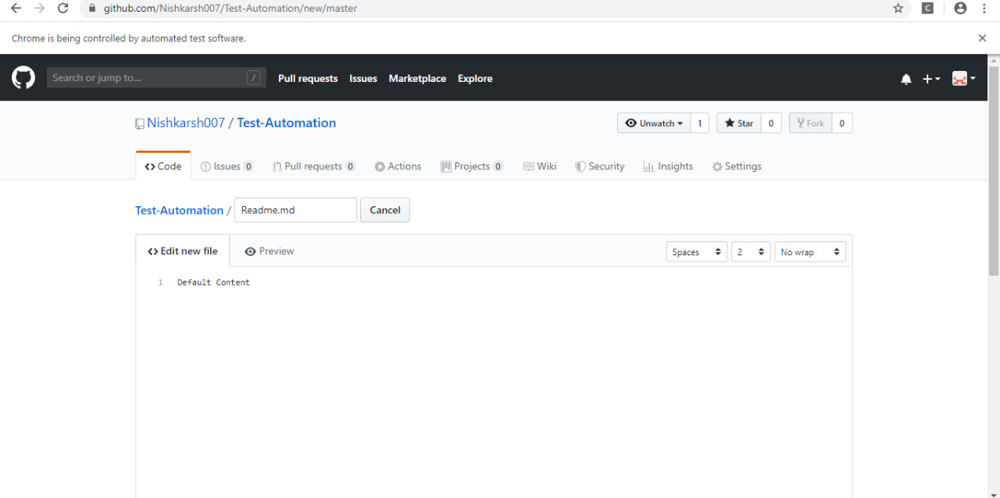 github.com/Nishkarsh007/Test-Automation/new/master C
Chrome is being controlled by automated test software.
Search or jump to... / Pull requests Issues Marketplace Explore
Nishkarsh007 / Test-Automation Unwatch 1 Star 0 Fork 0
Code Issues 0 Pull requests 0 Actions Projects 0 Wiki Security Insights Settings
Test-Automation / Readme.md Cancel
Edit new file Preview Spaces 2 No wrap
1 Default Content